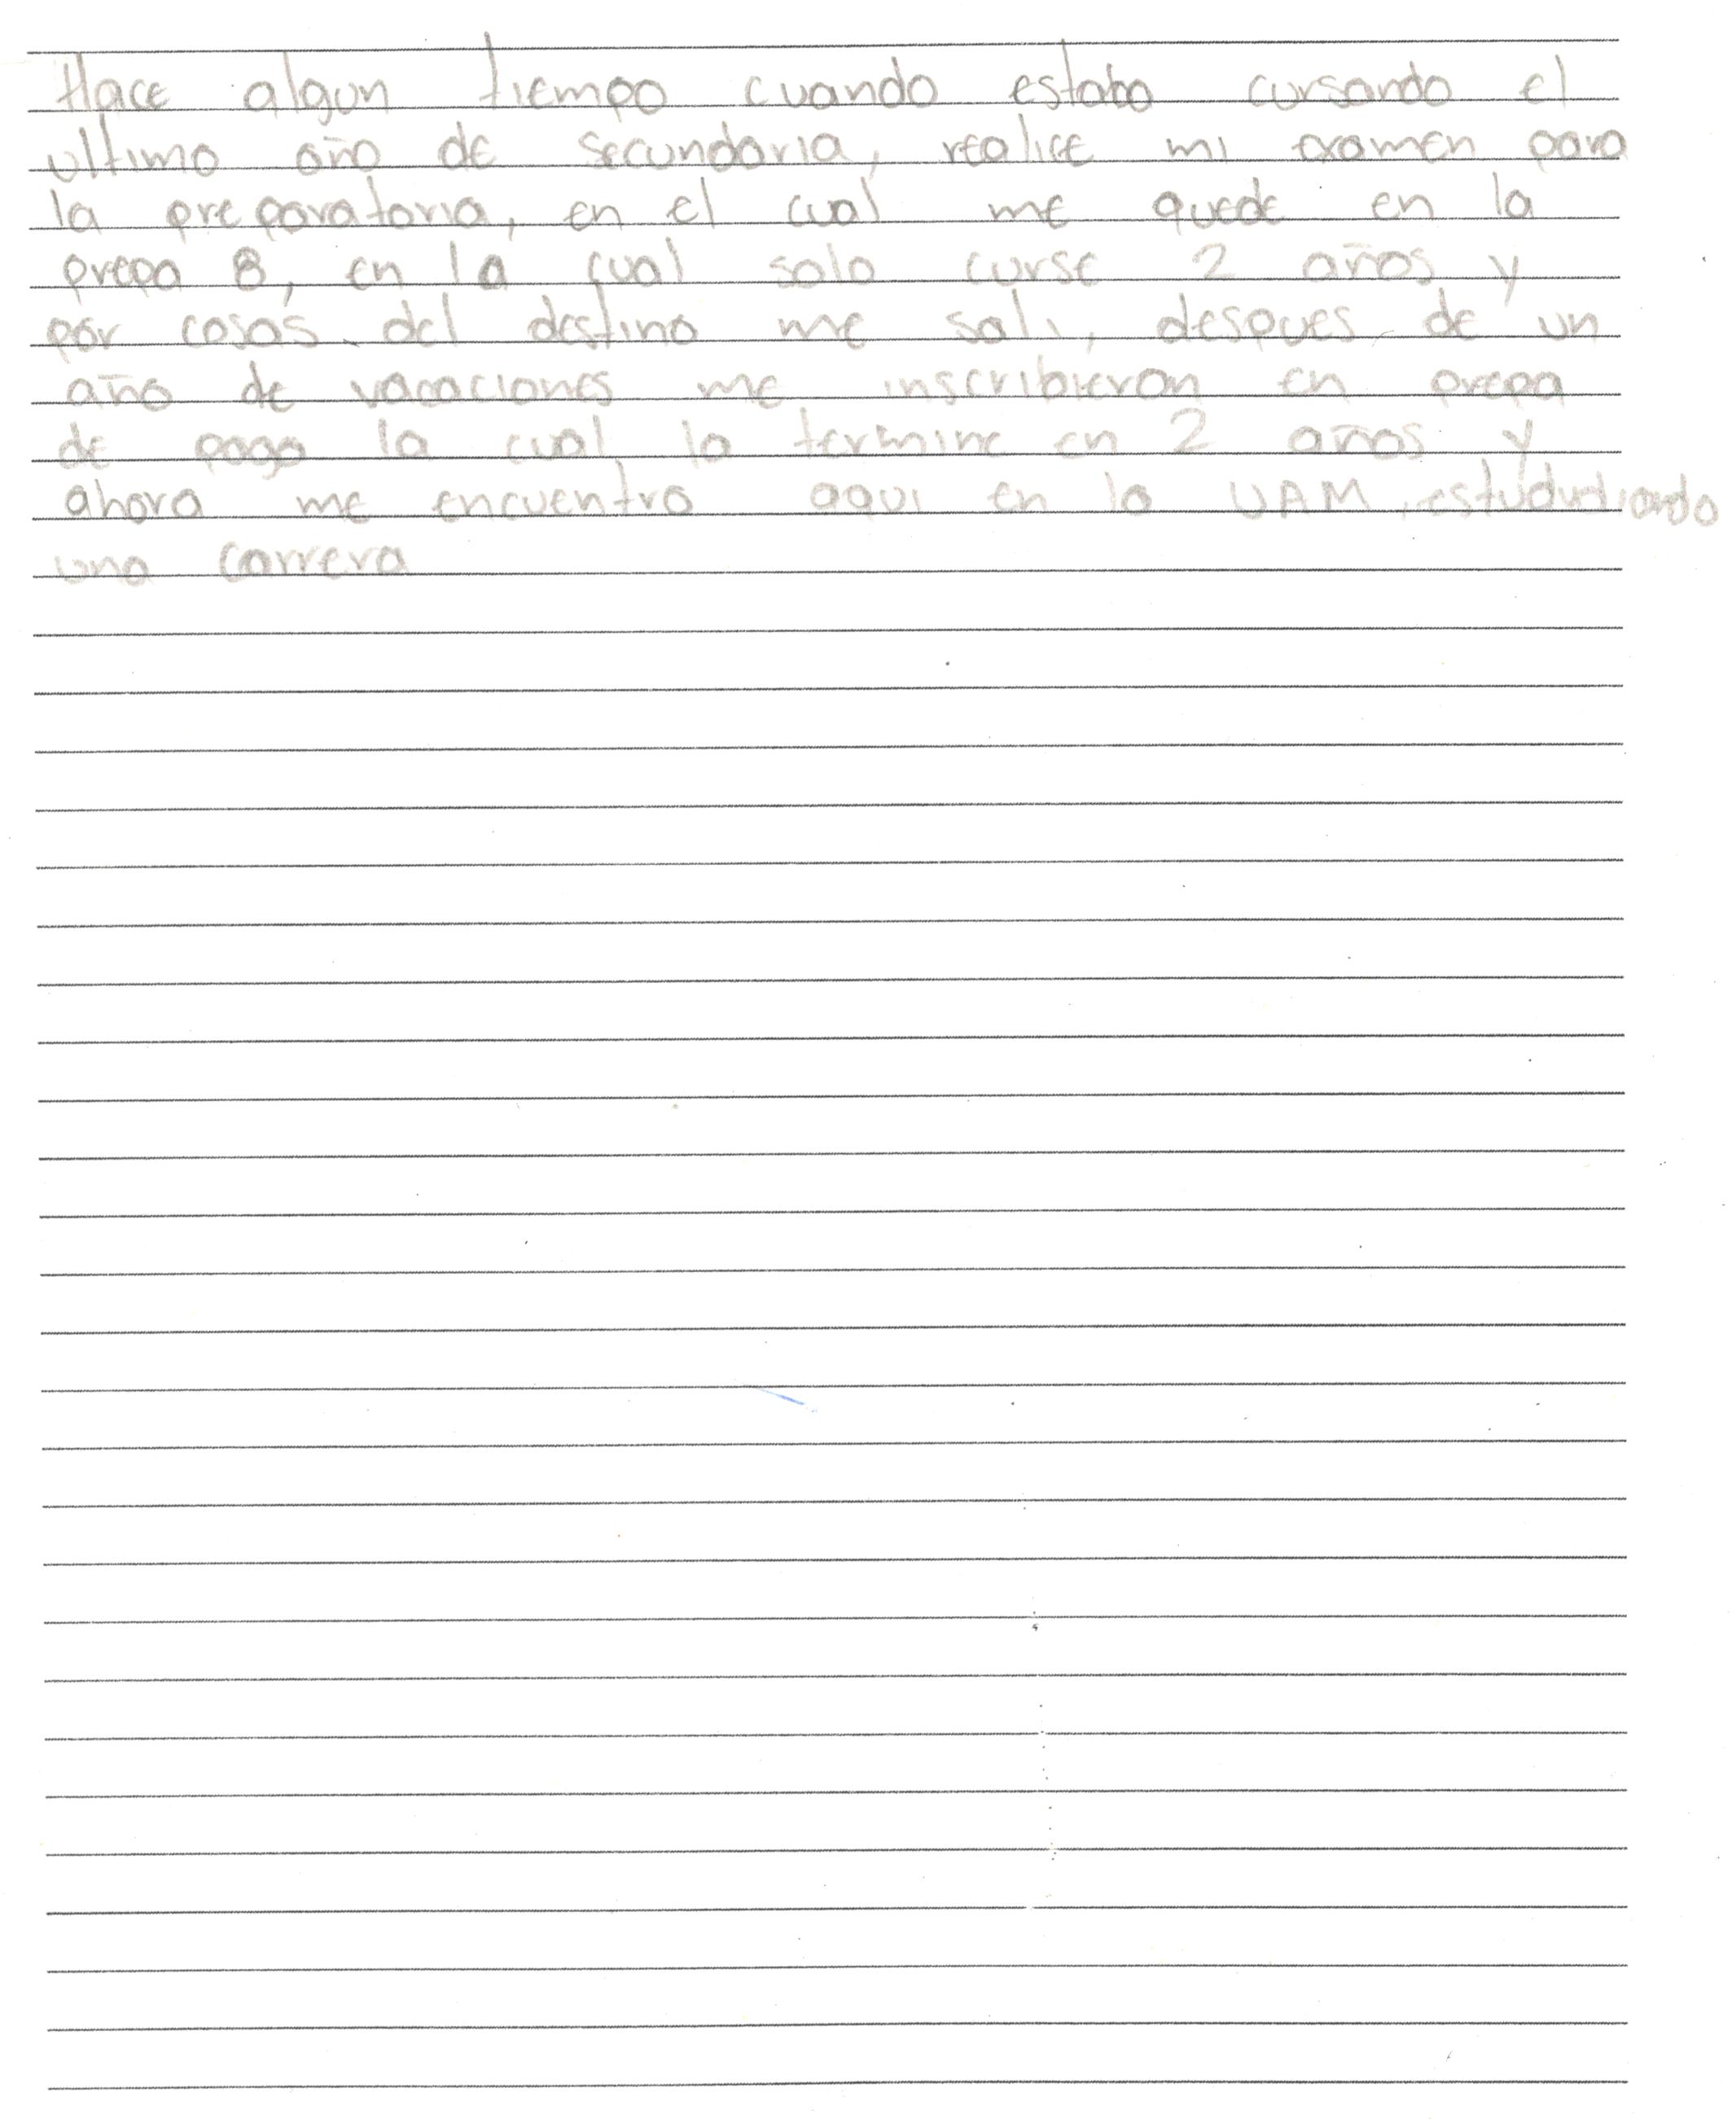 Hace algun tiempo cuando estaba cursando el
ultimo año de secundaria, realice mi examen para
la preparatoria, en el cual me quede en la
prepa 8, en la cual solo curse 2 años y
por cosas del destino me sali, despues de un
año de vacaciones me inscribieron en prepa
de pago la cual la termine en 2 años y
ahora me encuentro aqui en la UAM, estududiando
una carrera